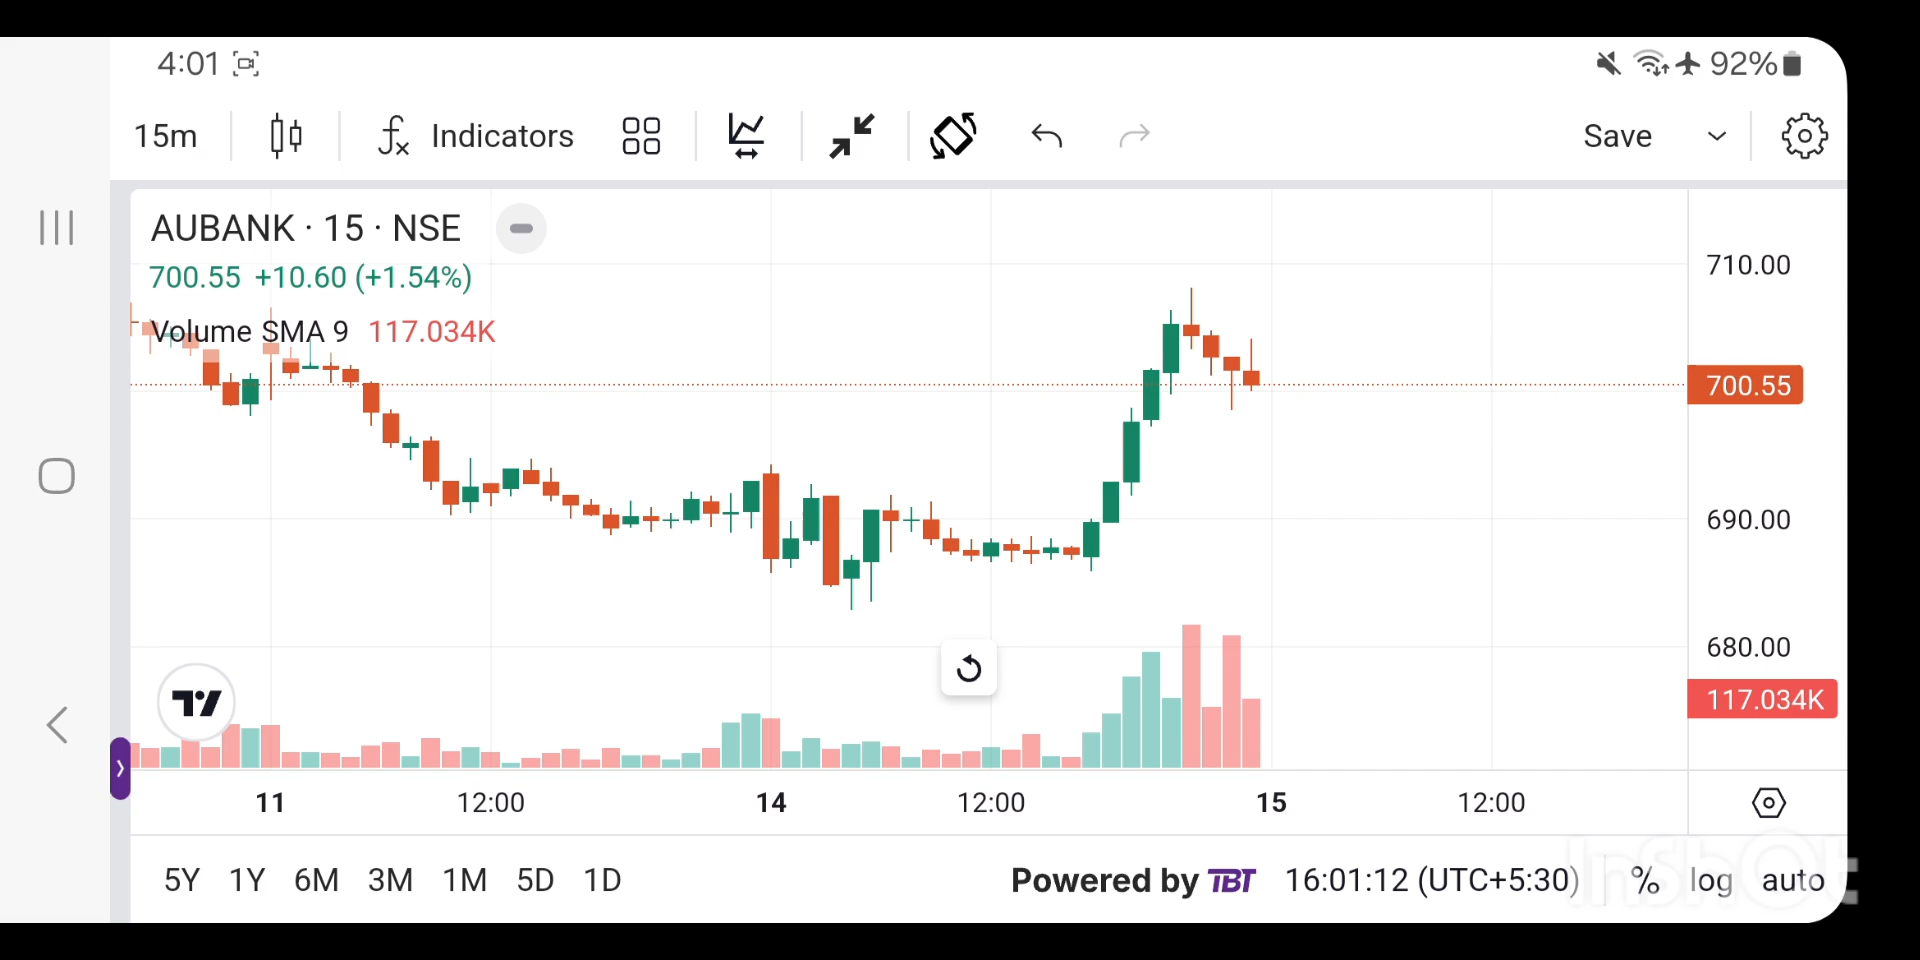 4:01 92%
15m Indicators Save
AUBANK · 15 · NSE
700.55 +10.60 (+1.54%)
Volume SMA 9 117.034K
710.00
700.55
690.00
680.00
117.034K
11 12:00 14 12:00 15 12:00
5Y 1Y 6M 3M 1M 5D 1D Powered by TBT 16:01:12 (UTC+5:30) % log auto
InShOt